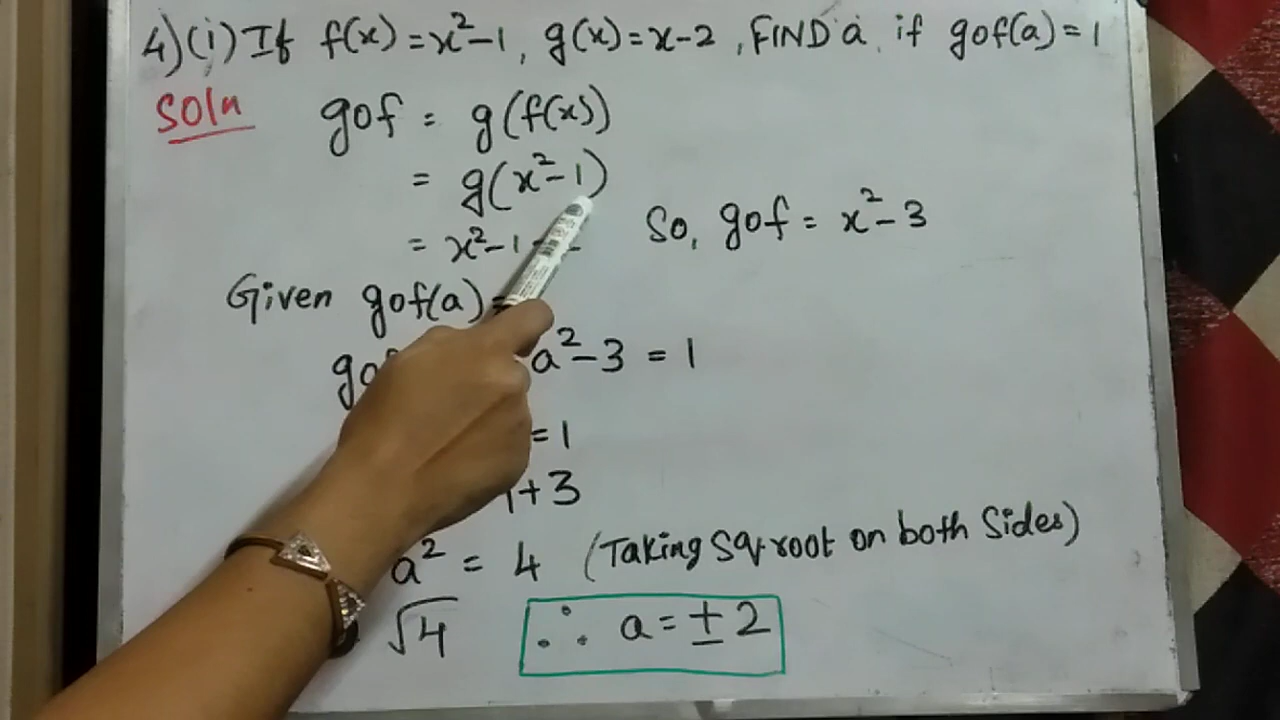 4)(i) If f(x)=x²-1, g(x)=x-2, FIND a, if gof(a)=1
Soln
gof = g(f(x))
= g(x²-1)
= x²-1
So, gof = x²-3
Given gof(a)=
a²-3 = 1
=1
1+3
a² = 4 (Taking Sq.root on both Sides)
√4 ∴ a=±2